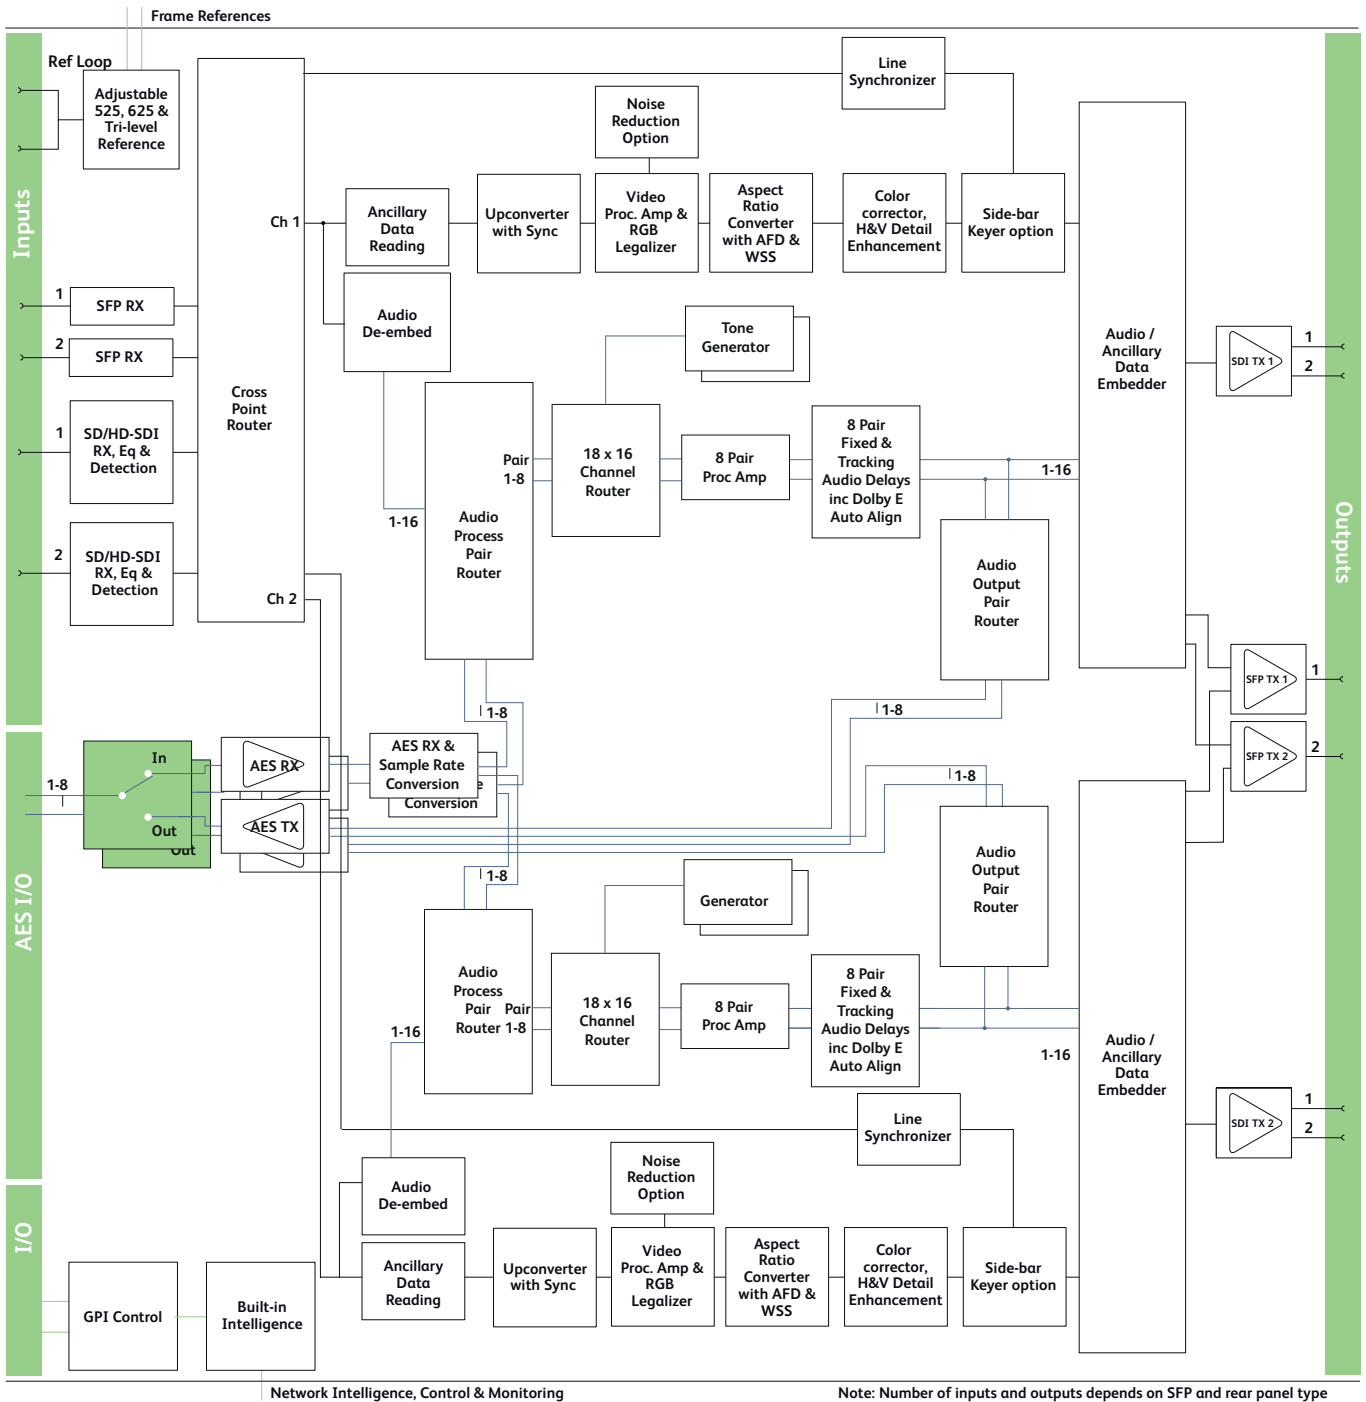 Frame References
Ref Loop
Adjustable
525, 625 &
Tri-level
Reference
Inputs
1
SFP RX
2
SFP RX
1
SD/HD-SDI
RX, Eq &
Detection
2
SD/HD-SDI
RX, Eq &
Detection
Cross
Point
Router
Ch 1
Ch 2
Line
Synchronizer
Noise
Reduction
Option
Ancillary
Data
Reading
Upconverter
with Sync
Video
Proc. Amp &
RGB
Legalizer
Aspect
Ratio
Converter
with AFD &
WSS
Color
corrector,
H&V Detail
Enhancement
Side-bar
Keyer option
Audio
De-embed
Tone
Generator
1-16
Audio
Process
Pair
Router
Pair
1-8
18 x 16
Channel
Router
8 Pair
Proc Amp
8 Pair
Fixed &
Tracking
Audio Delays
inc Dolby E
Auto Align
1-16
Audio
Output
Pair
Router
Audio /
Ancillary
Data
Embedder
SDI TX 1
1
2
Outputs
SFP TX 1
1
SFP TX 2
2
1-8
1-8
AES I/O
1-8
In
Out
Out
AES RX
AES TX
AES RX &
Sample Rate
Conversion
e
Conversion
1-8
1-8
Audio
Output
Pair
Router
Generator
Audio
Process
Pair
Router
Pair
1-8
1-16
18 x 16
Channel
Router
8 Pair
Proc Amp
8 Pair
Fixed &
Tracking
Audio Delays
inc Dolby E
Auto Align
1-16
Audio /
Ancillary
Data
Embedder
SDI TX 2
1
2
Line
Synchronizer
Noise
Reduction
Option
Audio
De-embed
Ancillary
Data
Reading
Upconverter
with Sync
Video
Proc. Amp &
RGB
Legalizer
Aspect
Ratio
Converter
with AFD &
WSS
Color
corrector,
H&V Detail
Enhancement
Side-bar
Keyer option
I/O
GPI Control
Built-in
Intelligence
Network Intelligence, Control & Monitoring
Note: Number of inputs and outputs depends on SFP and rear panel type